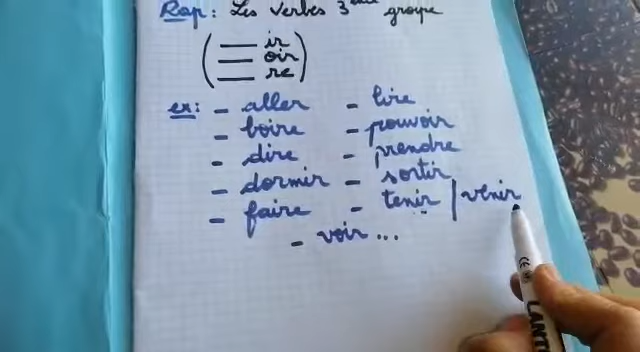 Rap: Les verbes 3ème groupe
( — ir
— oir
— re )
ex: - aller - lire
- boire - pouvoir
- dire - prendre
- dormir - sortir
- faire - tenir | venir
- voir ...
LANT